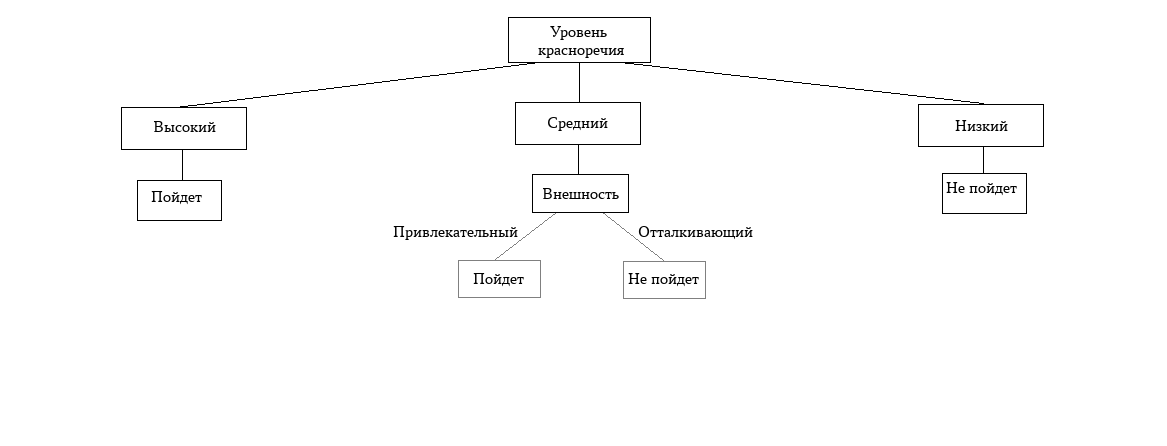 Уровень
красноречия
Высокий
Средний
Низкий
Пойдет
Внешность
Не пойдет
Привлекательный
Отталкивающий
Пойдет
Не пойдет